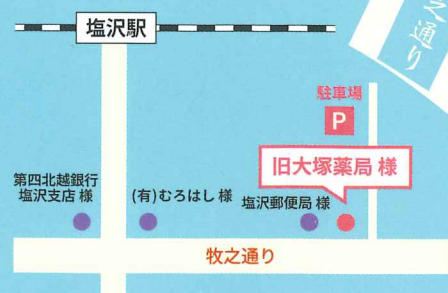 塩沢駅
之通り
駐車場
P
旧大塚薬局 様
第四北越銀行
塩沢支店 様
(有)むろはし 様
塩沢郵便局 様
牧之通り